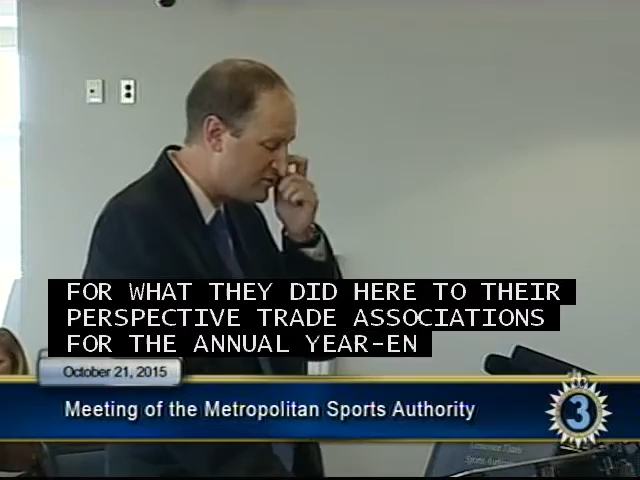 FOR WHAT THEY DID HERE TO THEIR
PERSPECTIVE TRADE ASSOCIATIONS
FOR THE ANNUAL YEAR-EN
October 21, 2015
Meeting of the Metropolitan Sports Authority
3